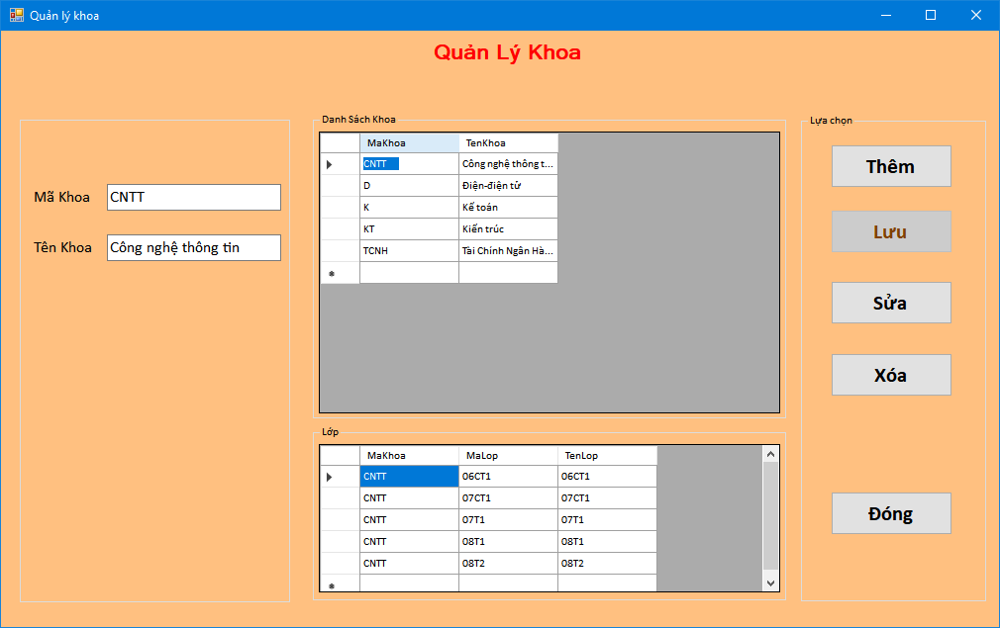 Quản lý khoa
Quản Lý Khoa
Mã Khoa CNTT
Tên Khoa Công nghệ thông tin
Danh Sách Khoa
MaKhoa TenKhoa
CNTT Công nghệ thông t...
D Điện-điện tử
K Kế toán
KT Kiến trúc
TCNH Tài Chính Ngân Hà...
Lớp
MaKhoa MaLop TenLop
CNTT 06CT1 06CT1
CNTT 07CT1 07CT1
CNTT 07T1 07T1
CNTT 08T1 08T1
CNTT 08T2 08T2
Lựa chọn
Thêm
Lưu
Sửa
Xóa
Đóng